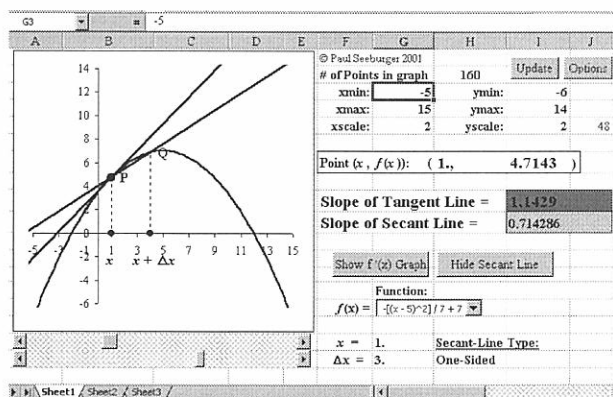 G3 = -5
A B C D E F G H I J
© Paul Seeburger 2001
# of Points in graph 160 Update Options
xmin: -5 ymin: -6
xmax: 15 ymax: 14
xscale: 2 yscale: 2 48
Point (x , f(x)): ( 1., 4.7143 )
Slope of Tangent Line = 1.1429
Slope of Secant Line = 0.714286
Show f '(x) Graph Hide Secant Line
Function:
f(x) = -[(x - 5)^2] / 7 + 7
x = 1. Secant-Line Type:
Δx = 3. One-Sided
14
12
10
8
6
4
2
0
-2
-4
-6
P
Q
-5 -3 -1 1 3 5 7 9 11 13 15
x x + Δx
Sheet1 Sheet2 Sheet3